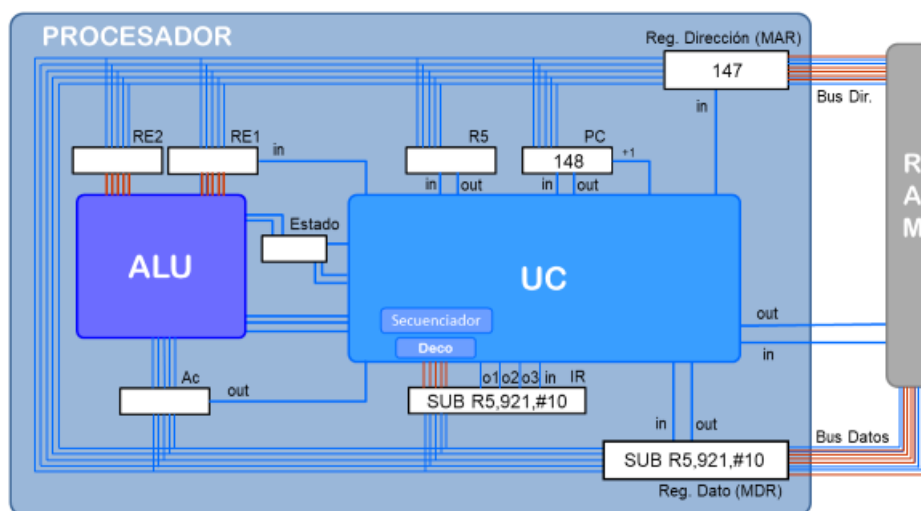 PROCESADOR
Reg. Dirección (MAR)
147
in
Bus Dir.
RE2
RE1
in
R5
in
out
PC
148
+1
in
out
R
A
M
ALU
Estado
UC
Secuenciador
Deco
out
in
Ac
out
o1 o2 o3 in
IR
SUB R5,921,#10
in
out
Bus Datos
SUB R5,921,#10
Reg. Dato (MDR)